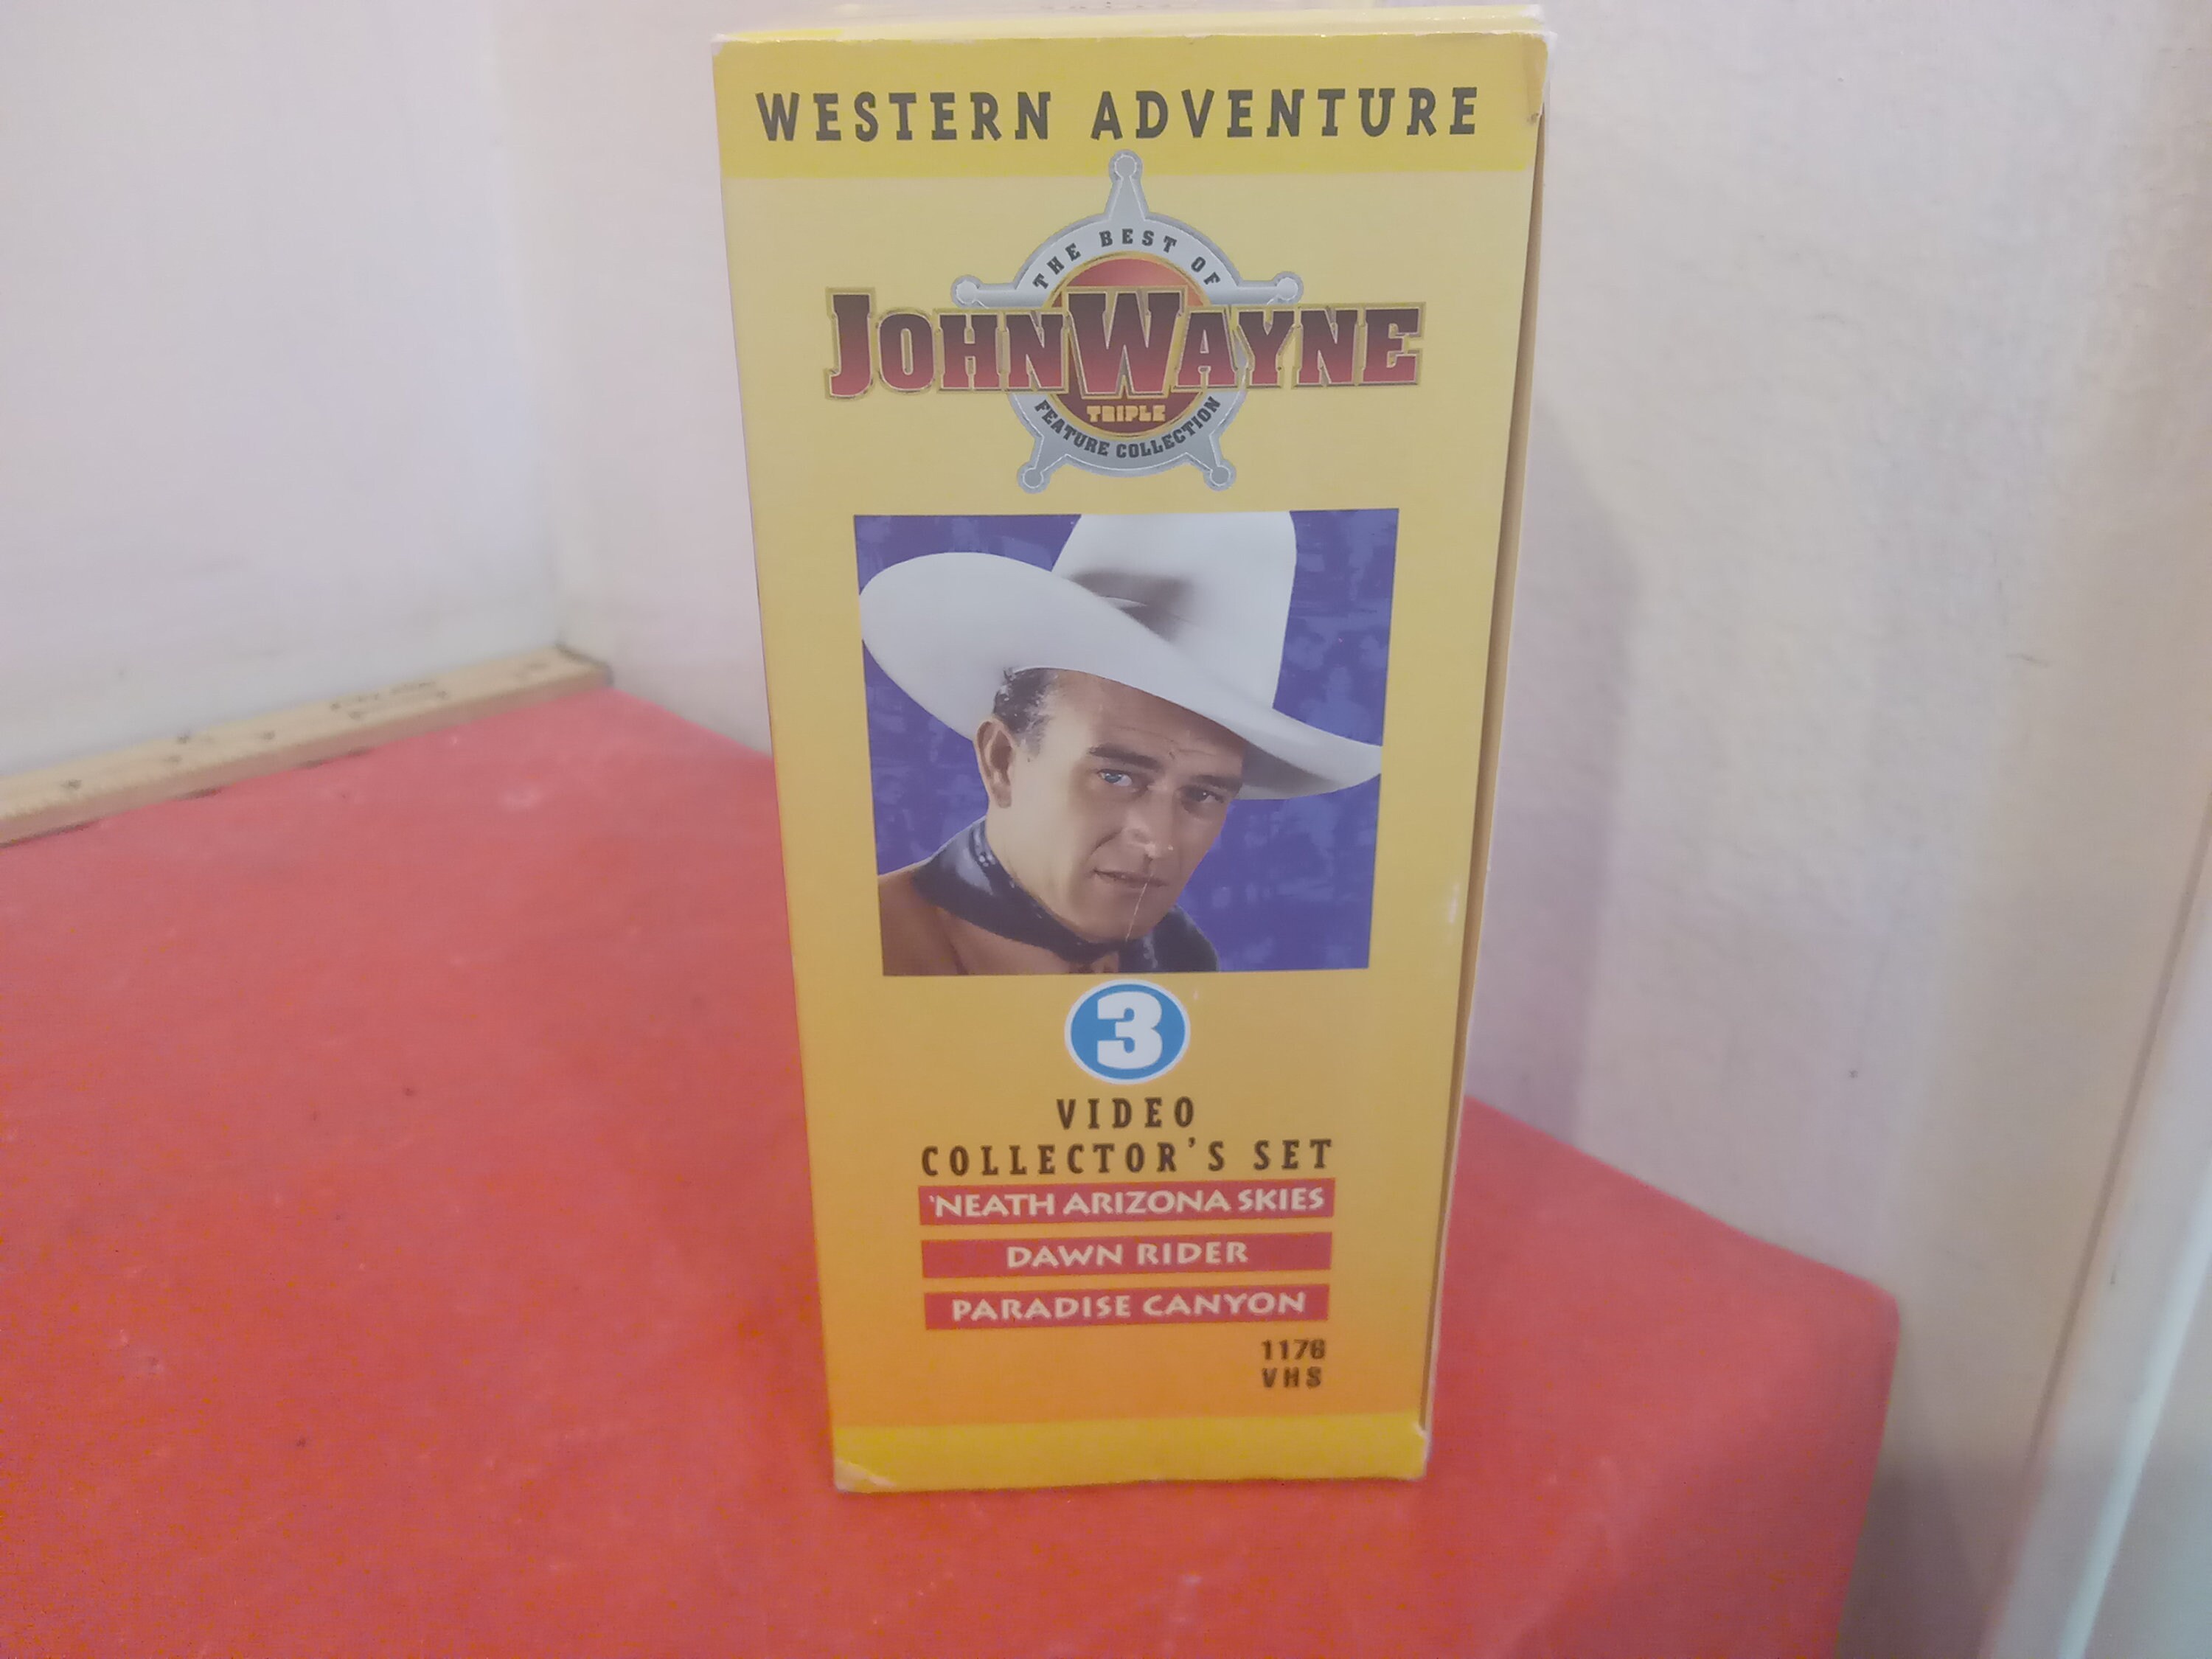 WESTERN ADVENTURE
THE BEST OF
JOHN WAYNE
TRIPLE
FEATURE COLLECTION
3
VIDEO
COLLECTOR'S SET
'NEATH ARIZONA SKIES
DAWN RIDER
PARADISE CANYON
1176
VHS